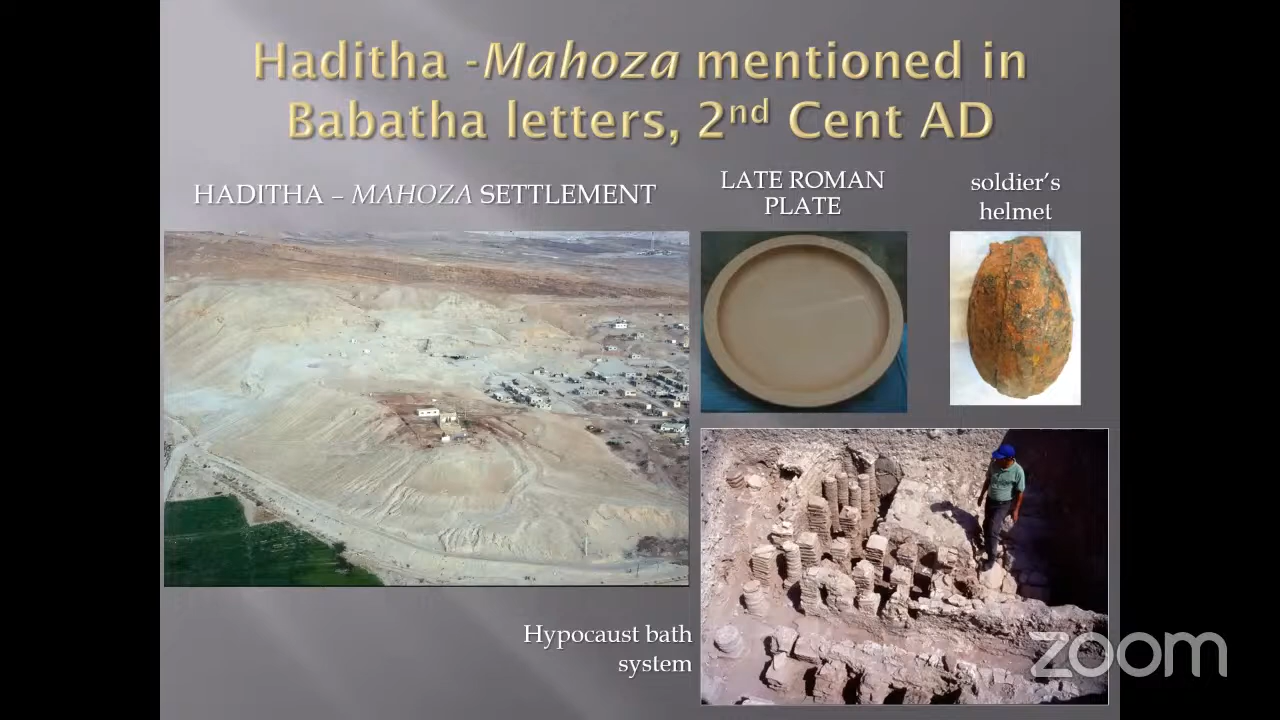 Haditha -Mahoza mentioned in
Babatha letters, 2nd Cent AD
HADITHA – MAHOZA SETTLEMENT
LATE ROMAN
PLATE
soldier's
helmet
Hypocaust bath
system
zoom